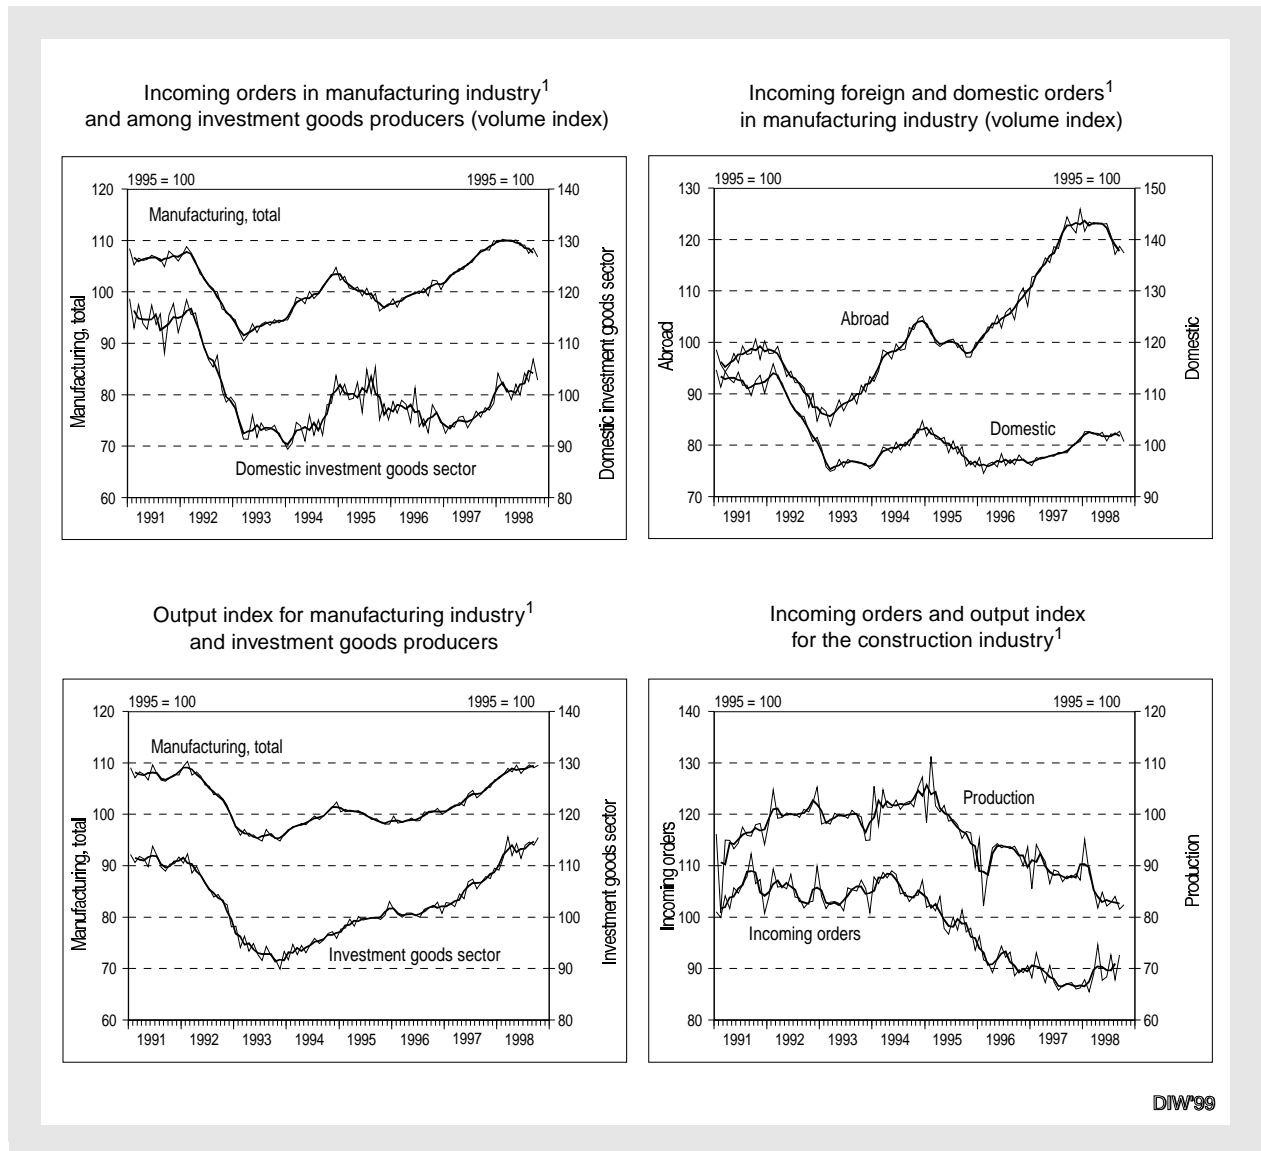 Incoming orders in manufacturing industry1
and among investment goods producers (volume index)
1995 = 100
1995 = 100
120
110
100
90
80
70
60
140
130
120
110
100
90
80
Manufacturing, total
Domestic investment goods sector
Manufacturing, total
Domestic investment goods sector
1991 1992 1993 1994 1995 1996 1997 1998
Incoming foreign and domestic orders1
in manufacturing industry (volume index)
1995 = 100
1995 = 100
130
120
110
100
90
80
70
150
140
130
120
110
100
90
Abroad
Domestic
Abroad
Domestic
1991 1992 1993 1994 1995 1996 1997 1998
Output index for manufacturing industry1
and investment goods producers
1995 = 100
1995 = 100
120
110
100
90
80
70
60
140
130
120
110
100
90
80
Manufacturing, total
Investment goods sector
Manufacturing, total
Investment goods sector
1991 1992 1993 1994 1995 1996 1997 1998
Incoming orders and output index
for the construction industry1
1995 = 100
1995 = 100
140
130
120
110
100
90
80
120
110
100
90
80
70
60
Incoming orders
Production
Production
Incoming orders
1991 1992 1993 1994 1995 1996 1997 1998
DIW'99